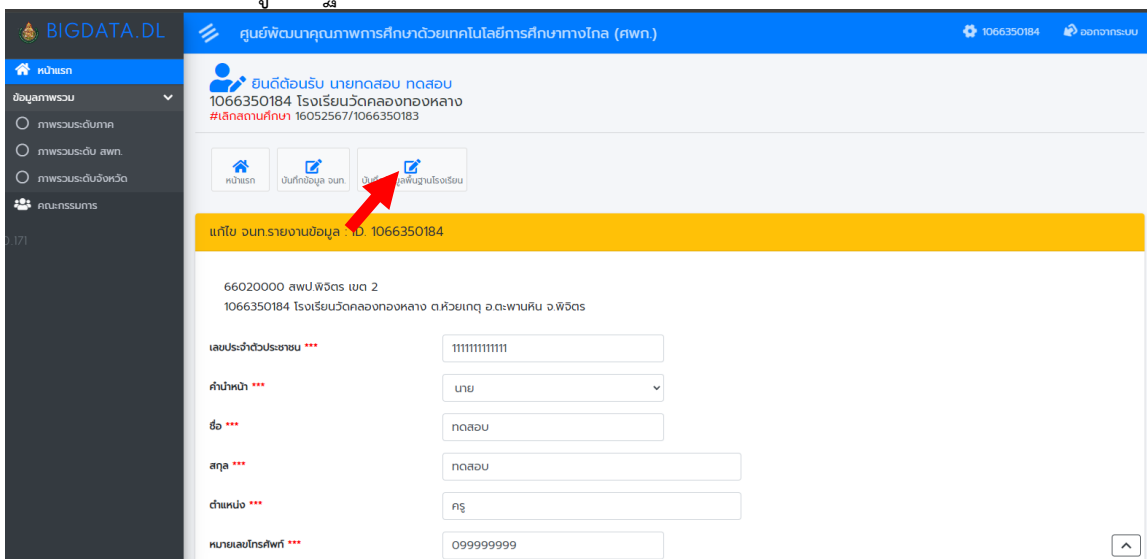 BIGDATA.DL
ศูนย์พัฒนาคุณภาพการศึกษาด้วยเทคโนโลยีการศึกษาทางไกล (ศพก.)
1066350184
ออกจากระบบ
หน้าแรก
ข้อมูลภาพรวม
ภาพรวมระดับภาค
ภาพรวมระดับ สพท.
ภาพรวมระดับจังหวัด
คณะกรรมการ
0.171
ยินดีต้อนรับ นายทดสอบ ทดสอบ
1066350184 โรงเรียนวัดคลองทองหลาง
#เลิกสถานศึกษา 16052567/1066350183
หน้าแรก
บันทึกข้อมูล จนท.
พื้นฐานโรงเรียน
แก้ไข จนท.รายงานข้อมูล : ID. 1066350184
66020000 สพป.พิจิตร เขต 2
1066350184 โรงเรียนวัดคลองทองหลาง ต.ห้วยเกตุ อ.ตะพานหิน จ.พิจิตร
เลขประจำตัวประชาชน *** 1111111111111
คำนำหน้า *** นาย
ชื่อ *** ทดสอบ
สกุล *** ทดสอบ
ตำแหน่ง *** ครู
หมายเลขโทรศัพท์ *** 099999999